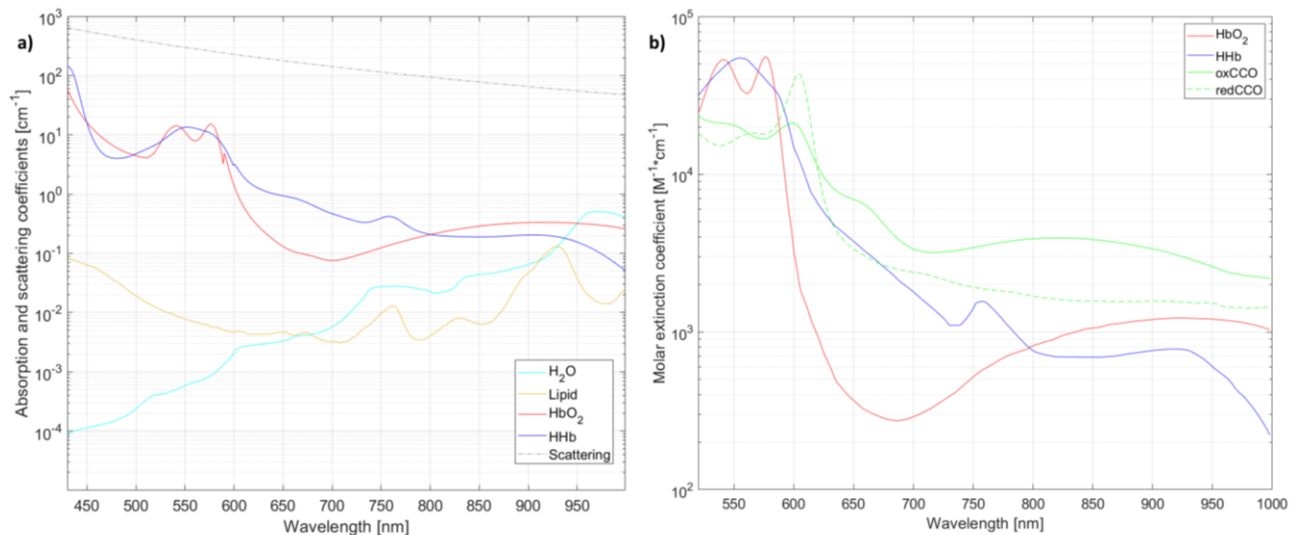 a)
Absorption and scattering coefficients [cm⁻¹]
10³
10²
10¹
10⁰
10⁻¹
10⁻²
10⁻³
10⁻⁴
H₂O
Lipid
HbO₂
HHb
Scattering
450 500 550 600 650 700 750 800 850 900 950
Wavelength [nm]
b)
Molar extinction coefficient [M⁻¹*cm⁻¹]
10⁵
10⁴
10³
10²
HbO₂
HHb
oxCCO
redCCO
550 600 650 700 750 800 850 900 950 1000
Wavelength [nm]